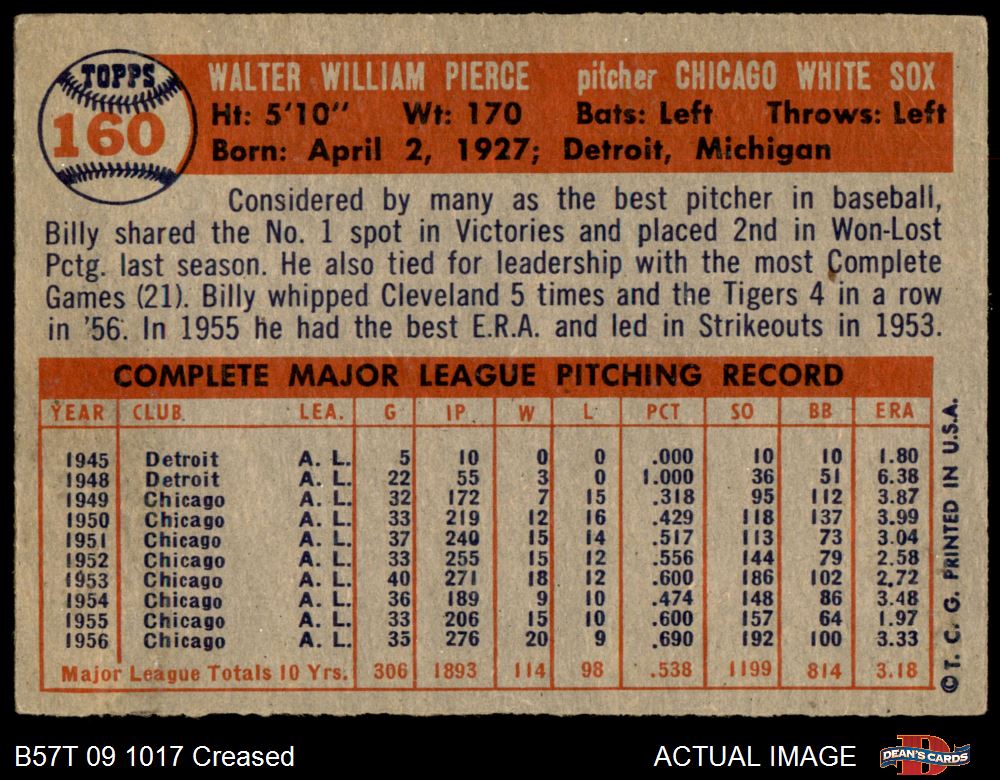 TOPPS
160
WALTER WILLIAM PIERCE pitcher CHICAGO WHITE SOX
Ht: 5'10" Wt: 170 Bats: Left Throws: Left
Born: April 2, 1927; Detroit, Michigan
Considered by many as the best pitcher in baseball,
Billy shared the No. 1 spot in Victories and placed 2nd in Won-Lost
Pctg. last season. He also tied for leadership with the most Complete
Games (21). Billy whipped Cleveland 5 times and the Tigers 4 in a row
in '56. In 1955 he had the best E.R.A. and led in Strikeouts in 1953.
COMPLETE MAJOR LEAGUE PITCHING RECORD
YEAR CLUB LEA. G IP. W L PCT SO BB ERA
1945 Detroit A. L. 5 10 0 0 .000 10 10 1.80
1948 Detroit A. L. 22 55 3 0 1.000 36 51 6.38
1949 Chicago A. L. 32 172 7 15 .318 95 112 3.87
1950 Chicago A. L. 33 219 12 16 .429 118 137 3.99
1951 Chicago A. L. 37 240 15 14 .517 113 73 3.04
1952 Chicago A. L. 33 255 15 12 .556 144 79 2.58
1953 Chicago A. L. 40 271 18 12 .600 186 102 2.72
1954 Chicago A. L. 36 189 9 10 .474 148 86 3.48
1955 Chicago A. L. 33 206 15 10 .600 157 64 1.97
1956 Chicago A. L. 35 276 20 9 .690 192 100 3.33
Major League Totals 10 Yrs. 306 1893 114 98 .538 1199 814 3.18
©T. C. G. PRINTED IN U.S.A.
B57T 09 1017 Creased
ACTUAL IMAGE
DEAN'S CARDS